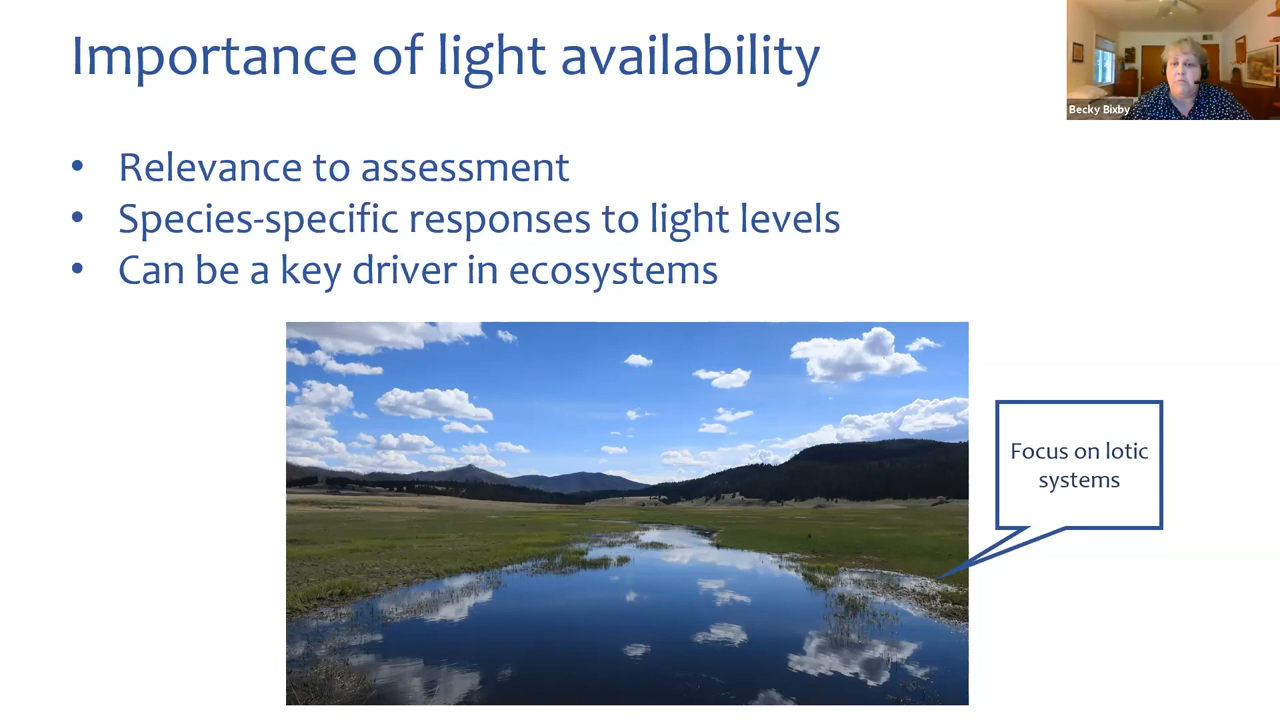 Importance of light availability
Becky Bixby
• Relevance to assessment
• Species-specific responses to light levels
• Can be a key driver in ecosystems
Focus on lotic
systems